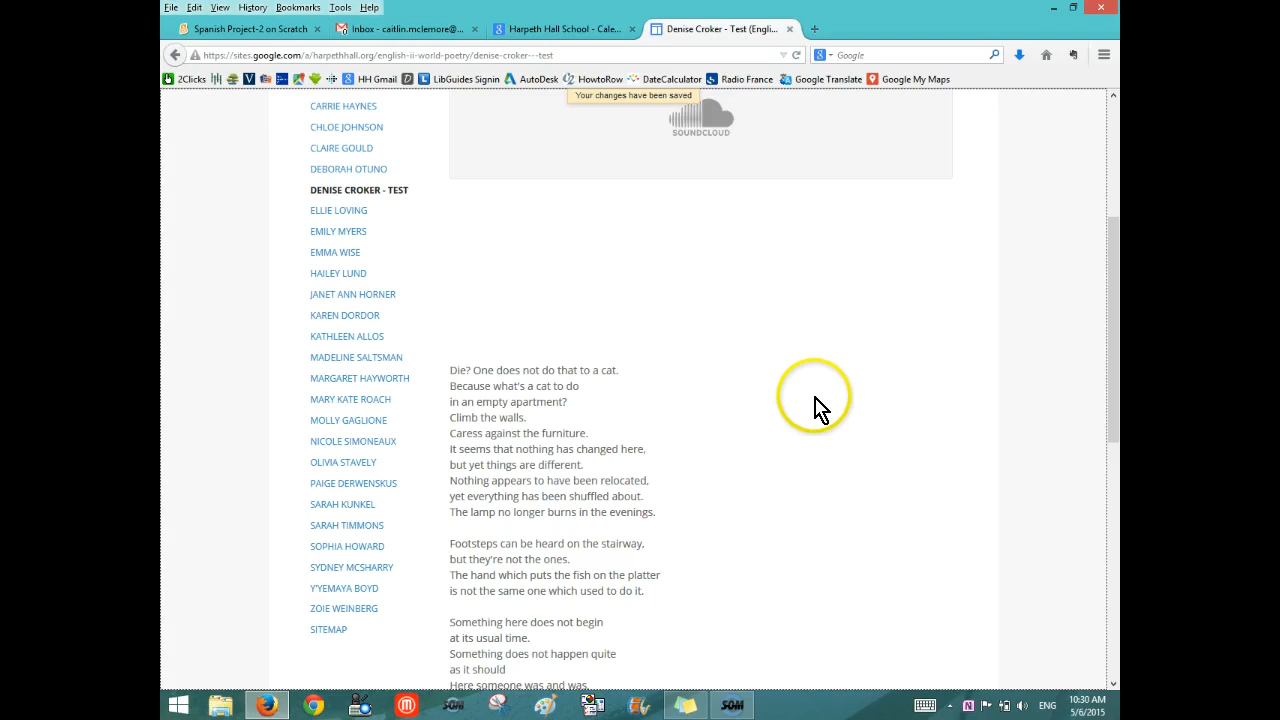 File Edit View History Bookmarks Tools Help
Spanish Project-2 on Scratch
Inbox - caitlin.mclemore@...
Harpeth Hall School - Cale...
Denise Croker - Test (Engli...
https://sites.google.com/a/harpethhall.org/english-ii-world-poetry/denise-croker---test
Google
2Clicks
HH Gmail
LibGuides Signin
AutoDesk
HowtoRow
DateCalculator
Radio France
Google Translate
Google My Maps
Your changes have been saved
CARRIE HAYNES
CHLOE JOHNSON
CLAIRE GOULD
DEBORAH OTUNO
DENISE CROKER - TEST
ELLIE LOVING
EMILY MYERS
EMMA WISE
HAILEY LUND
JANET ANN HORNER
KAREN DORDOR
KATHLEEN ALLOS
MADELINE SALTSMAN
MARGARET HAYWORTH
MARY KATE ROACH
MOLLY GAGLIONE
NICOLE SIMONEAUX
OLIVIA STAVELY
PAIGE DERWENSKUS
SARAH KUNKEL
SARAH TIMMONS
SOPHIA HOWARD
SYDNEY MCSHARRY
Y'YEMAYA BOYD
ZOIE WEINBERG
SITEMAP
SOUNDCLOUD
Die? One does not do that to a cat.
Because what's a cat to do
in an empty apartment?
Climb the walls.
Caress against the furniture.
It seems that nothing has changed here,
but yet things are different.
Nothing appears to have been relocated,
yet everything has been shuffled about.
The lamp no longer burns in the evenings.
Footsteps can be heard on the stairway,
but they're not the ones.
The hand which puts the fish on the platter
is not the same one which used to do it.
Something here does not begin
at its usual time.
Something does not happen quite
as it should
Here someone was and was,
SOM
SOM
ENG
10:30 AM
5/6/2015